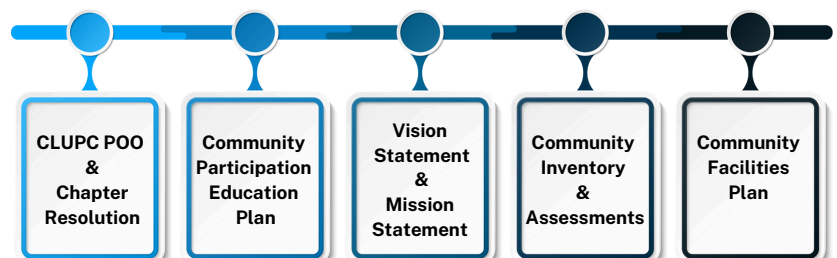 CLUPC POO
&
Chapter
Resolution
Community
Participation
Education
Plan
Vision
Statement
&
Mission
Statement
Community
Inventory
&
Assessments
Community
Facilities
Plan